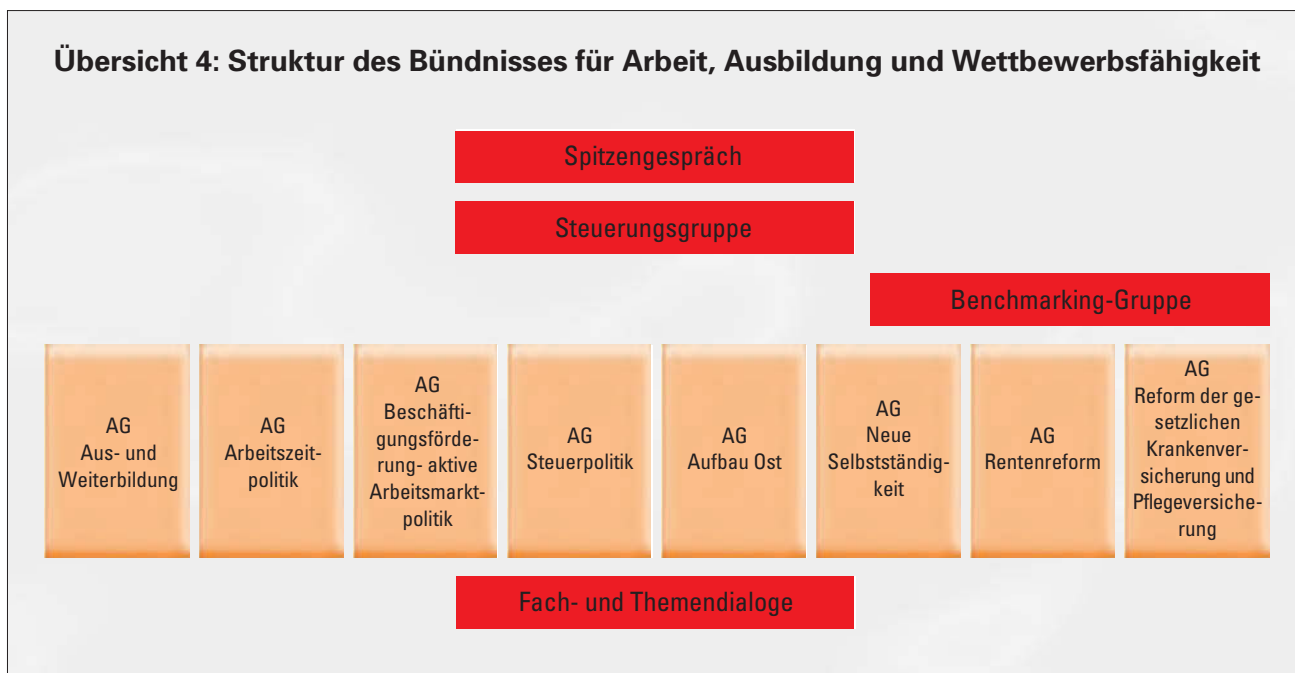 Übersicht 4: Struktur des Bündnisses für Arbeit, Ausbildung und Wettbewerbsfähigkeit
Spitzengespräch
Steuerungsgruppe
Benchmarking-Gruppe
AG
Aus- und
Weiterbildung
AG
Arbeitszeit-
politik
AG
Beschäfti-
gungsförde-
rung- aktive
Arbeitsmarkt-
politik
AG
Steuerpolitik
AG
Aufbau Ost
AG
Neue
Selbstständig-
keit
AG
Rentenreform
AG
Reform der ge-
setzlichen
Krankenver-
sicherung und
Pflegeversiche-
rung
Fach- und Themendialoge